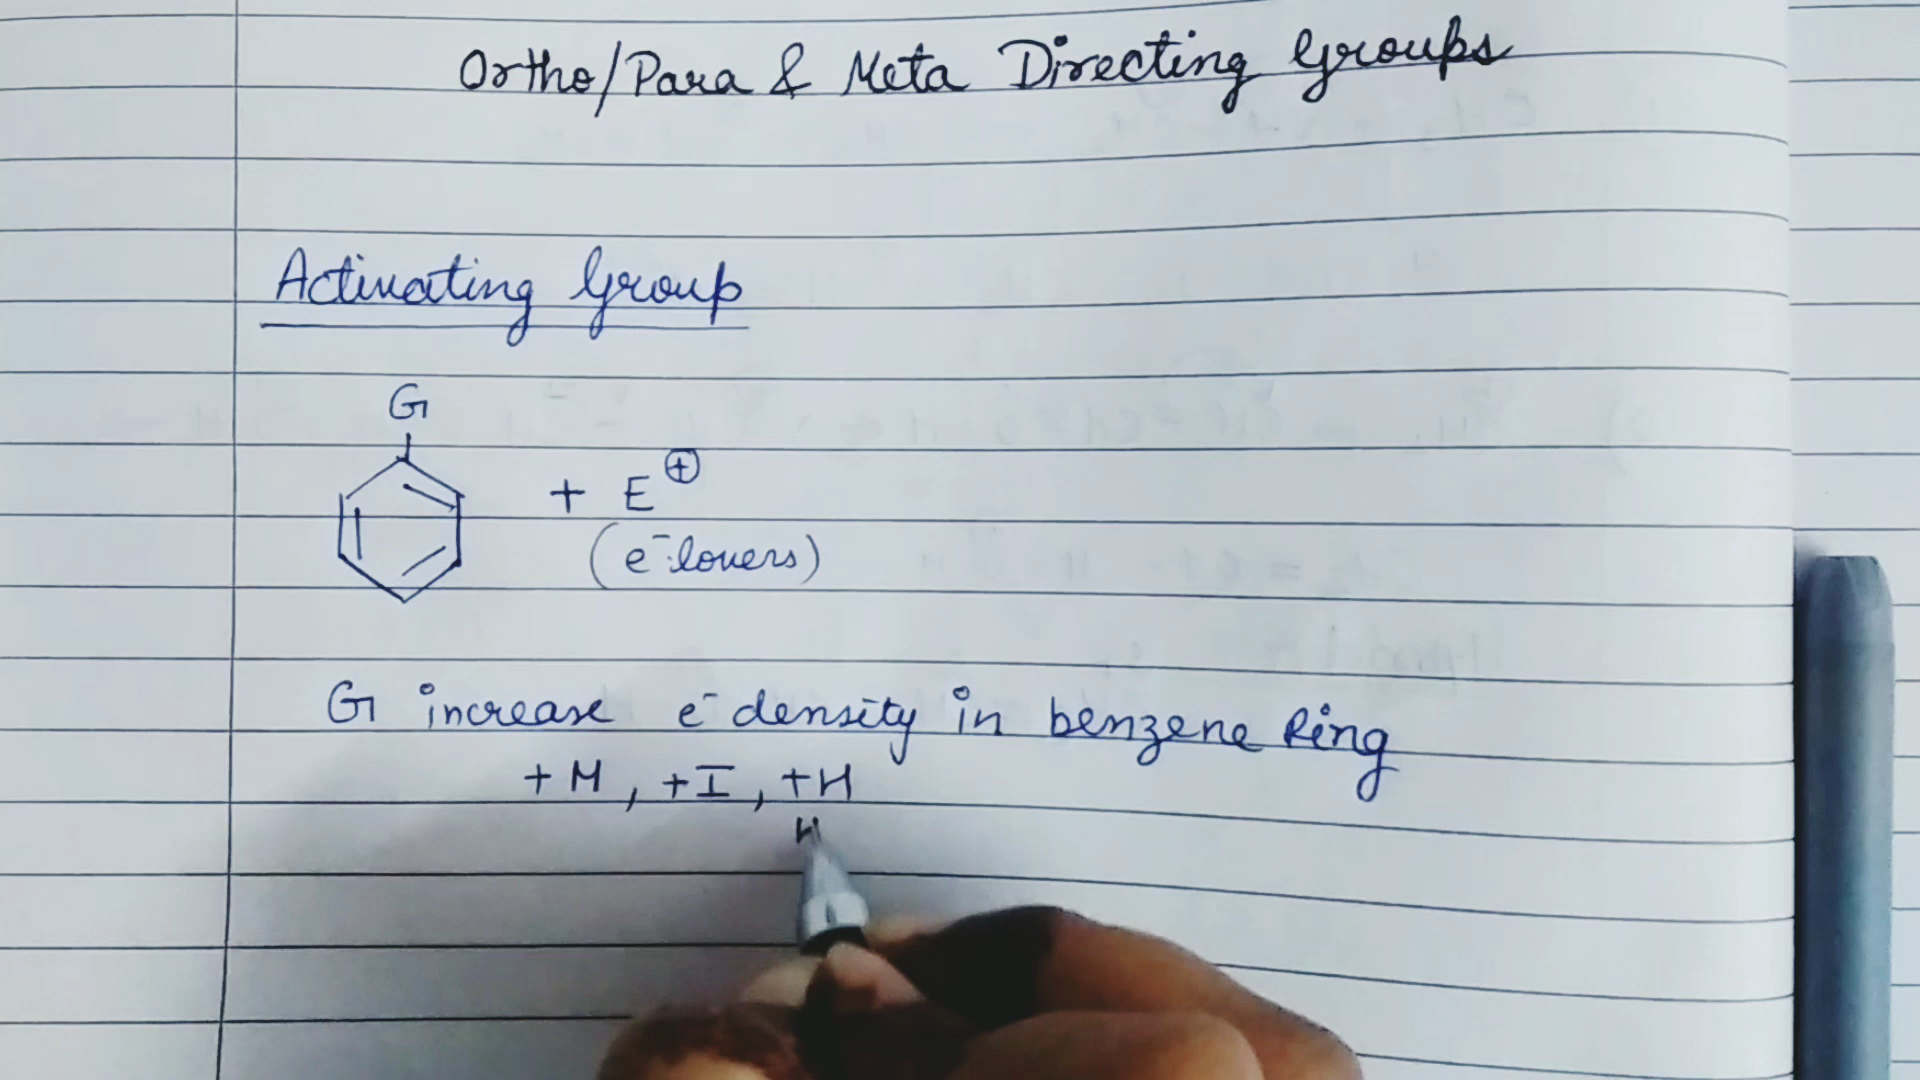 Ortho/Para & Meta Directing Groups
Activating Group
G
+ E⊕
(e⁻ lovers)
G increase e⁻ density in benzene Ring
+M, +I, +H
H